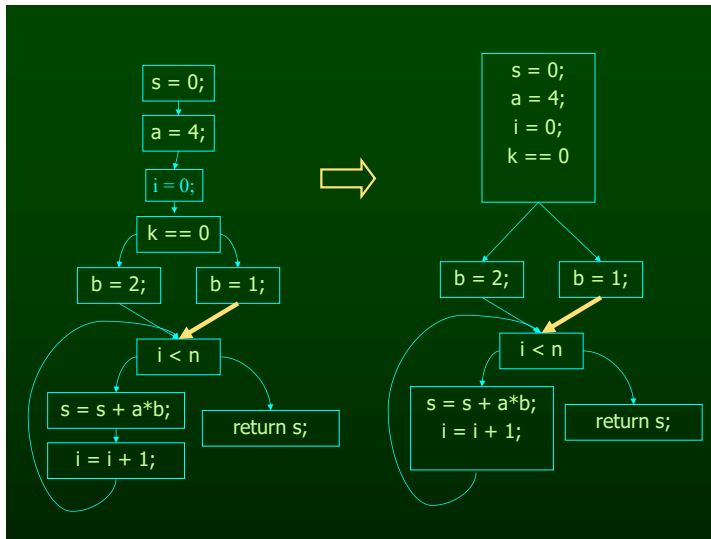 s = 0;
a = 4;
i = 0;
k == 0
b = 2;
b = 1;
i < n
s = s + a*b;
return s;
i = i + 1;
s = 0;
a = 4;
i = 0;
k == 0
b = 2;
b = 1;
i < n
s = s + a*b;
i = i + 1;
return s;